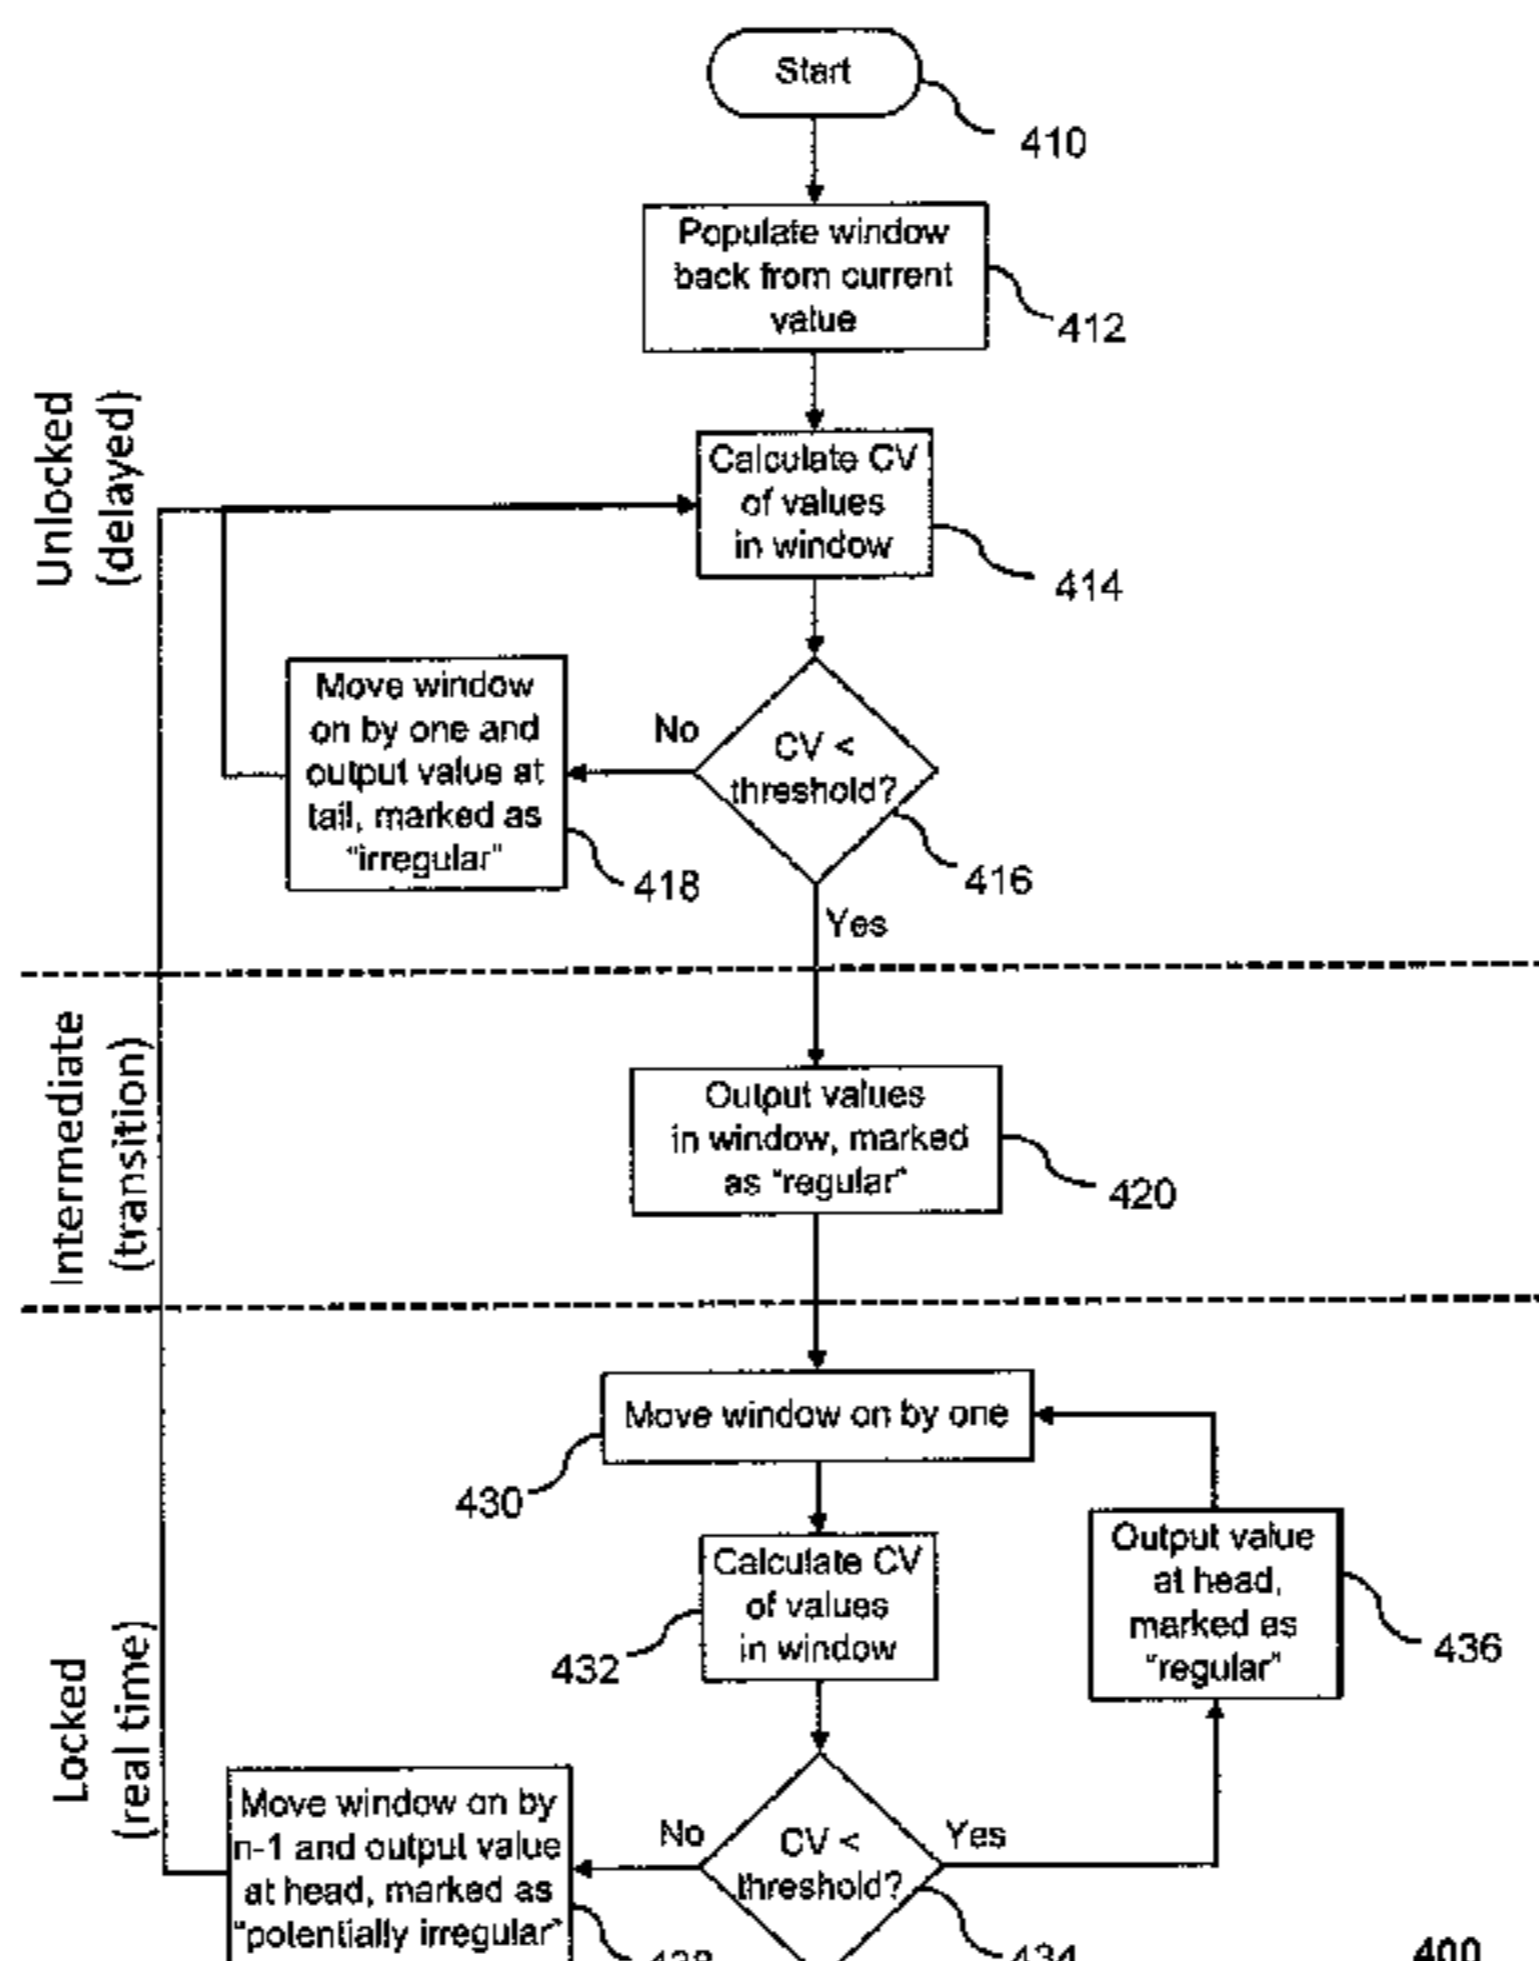 Start
410
Populate window
back from current
value
412
Unlocked
(delayed)
Calculate CV
of values
in window
414
Move window
on by one and
output value at
tail, marked as
"irregular"
418
No
CV <
threshold?
416
Yes
Intermediate
(transition)
Output values
in window, marked
as "regular"
420
Move window on by one
430
Calculate CV
of values
in window
432
Output value
at head,
marked as
"regular"
436
Locked
(real time)
Move window on by
n-1 and output value
at head, marked as
"potentially irregular"
No
CV <
threshold?
Yes
434
400